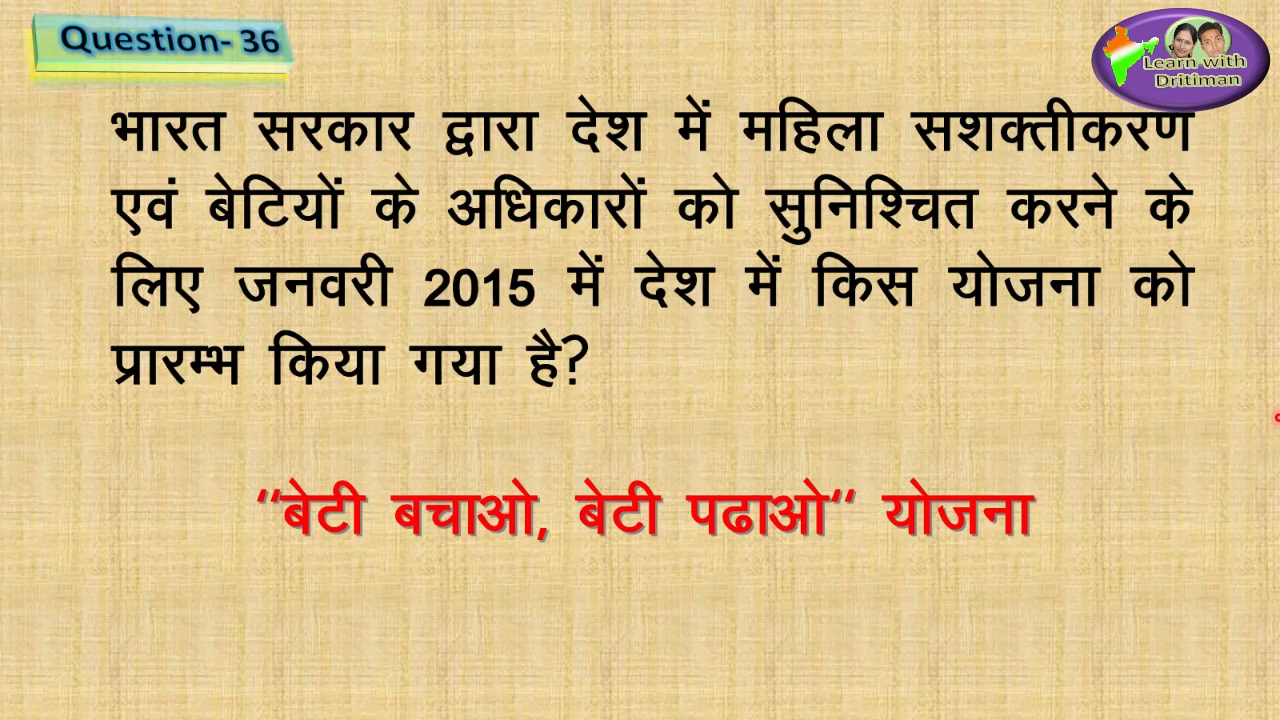 Question- 36
Learn with
Dritiman
भारत सरकार द्वारा देश में महिला सशक्तीकरण
एवं बेटियों के अधिकारों को सुनिश्चित करने के
लिए जनवरी 2015 में देश में किस योजना को
प्रारम्भ किया गया है?
“बेटी बचाओ, बेटी पढाओ“ योजना